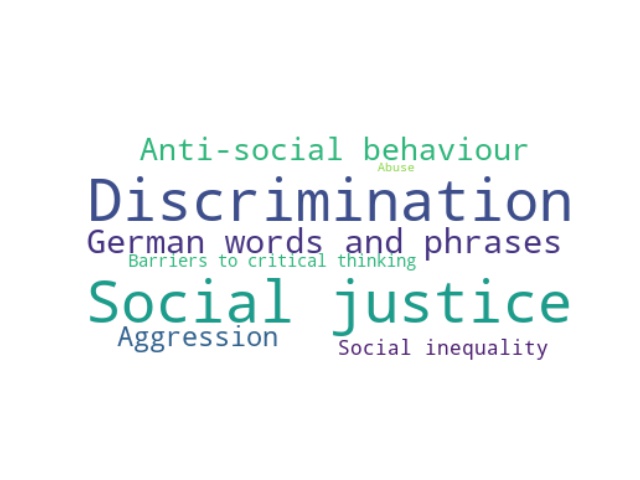 Anti-social behaviour
Abuse
Discrimination
German words and phrases
Barriers to critical thinking
Social justice
Aggression
Social inequality